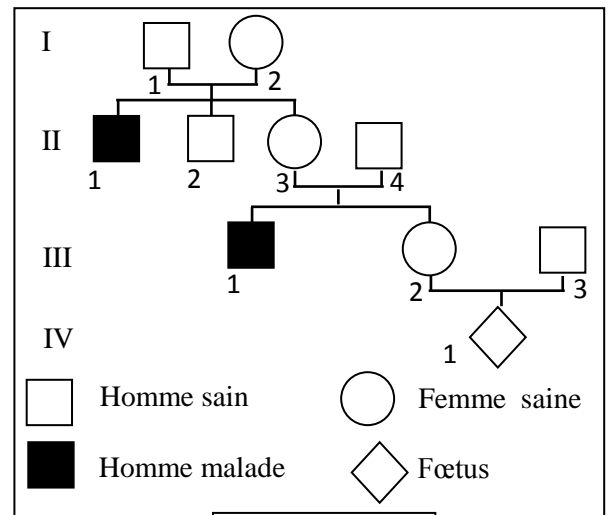 I
1 2
II
1 2 3 4
III
1 2 3
IV
1
Homme sain Femme saine
Homme malade Fœtus